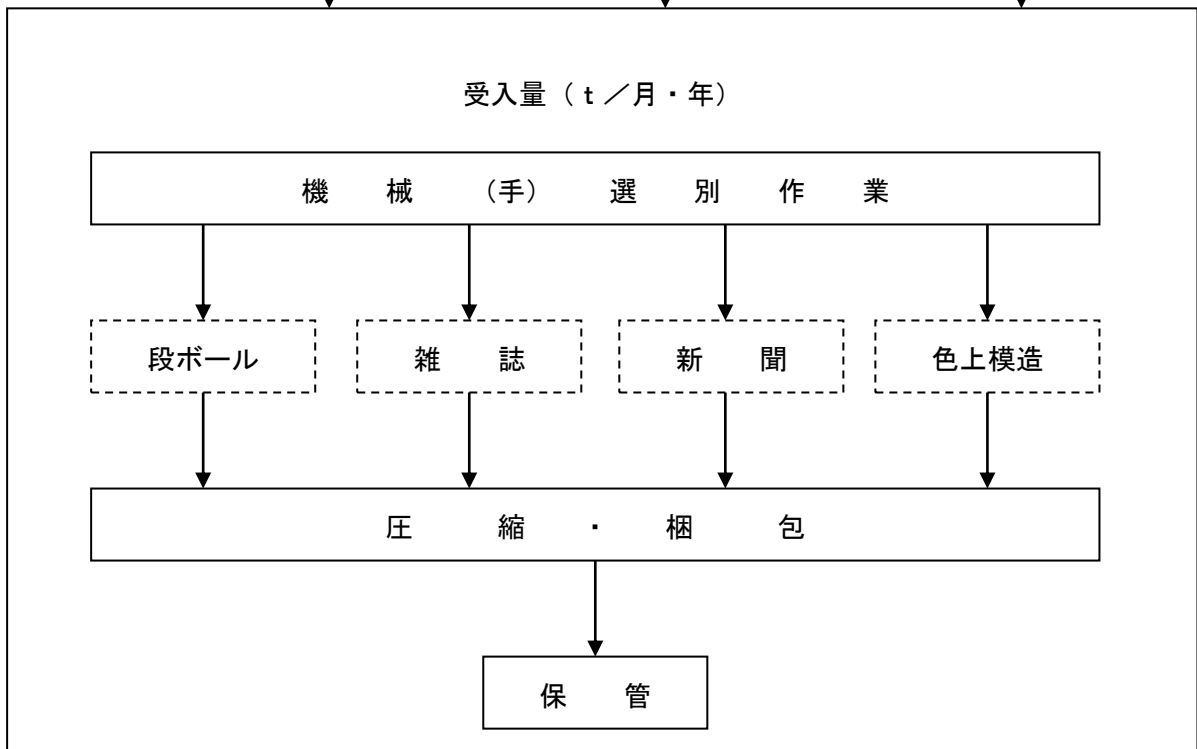 受入量（ｔ／月・年）
機械（手）選別作業
段ボール
雑誌
新聞
色上模造
圧縮・梱包
保管